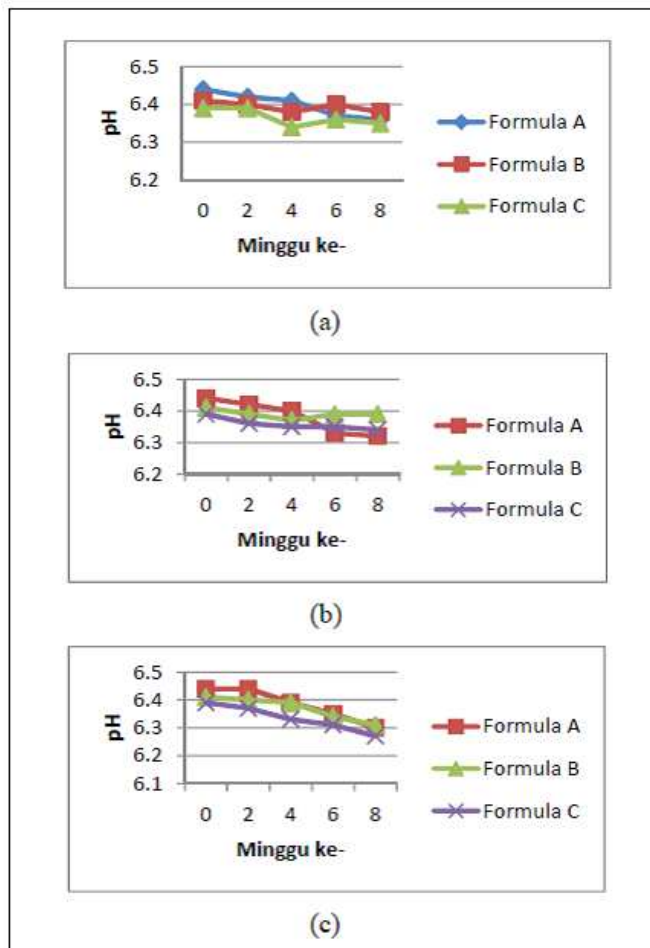 6.5
6.4
6.3
6.2
pH
0 2 4 6 8
Minggu ke-
Formula A
Formula B
Formula C
(a)
6.5
6.4
6.3
6.2
pH
0 2 4 6 8
Minggu ke-
Formula A
Formula B
Formula C
(b)
6.5
6.4
6.3
6.2
6.1
pH
0 2 4 6 8
Minggu ke-
Formula A
Formula B
Formula C
(c)